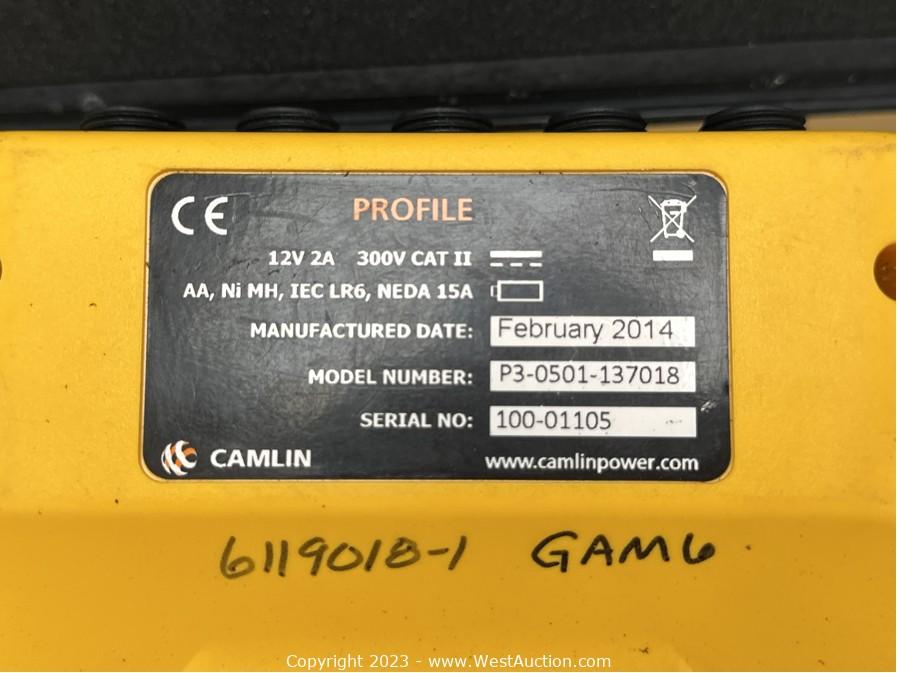 CE PROFILE
12V 2A 300V CAT II
AA, Ni MH, IEC LR6, NEDA 15A
MANUFACTURED DATE: February 2014
MODEL NUMBER: P3-0501-137018
SERIAL NO: 100-01105
CAMLIN www.camlinpower.com
6119018-1 GAM6
Copyright 2023 - www.WestAuction.com